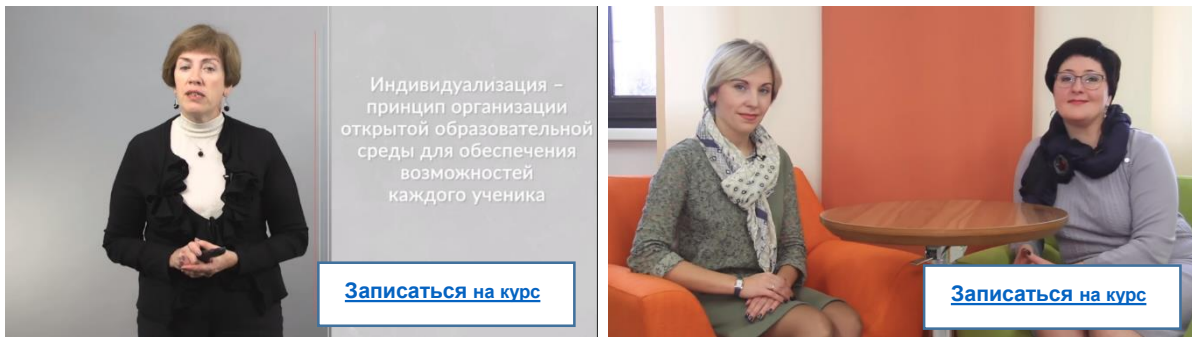 Индивидуализация –
принцип организации
открытой образовательной
среды для обеспечения
возможностей
каждого ученика
Записаться на курс
Записаться на курс